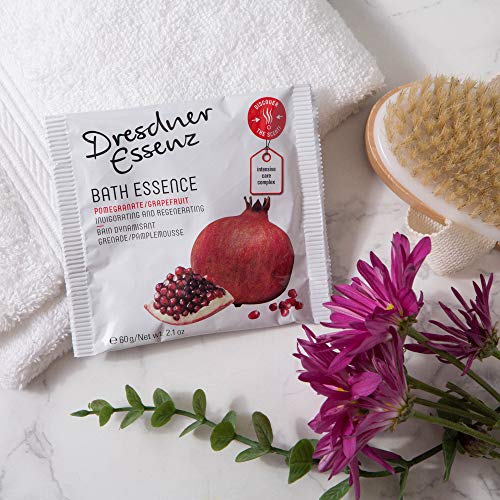 Dresdner
Essenz
BATH ESSENCE
POMEGRANATE/GRAPEFRUIT
INVIGORATING AND REGENERATING
BAIN DYNAMISANT
GRENADE/PAMPLEMOUSSE
DISCOVER
THE SCENT
intensive
care
complex
e 60g/Net wt. 2.1 oz